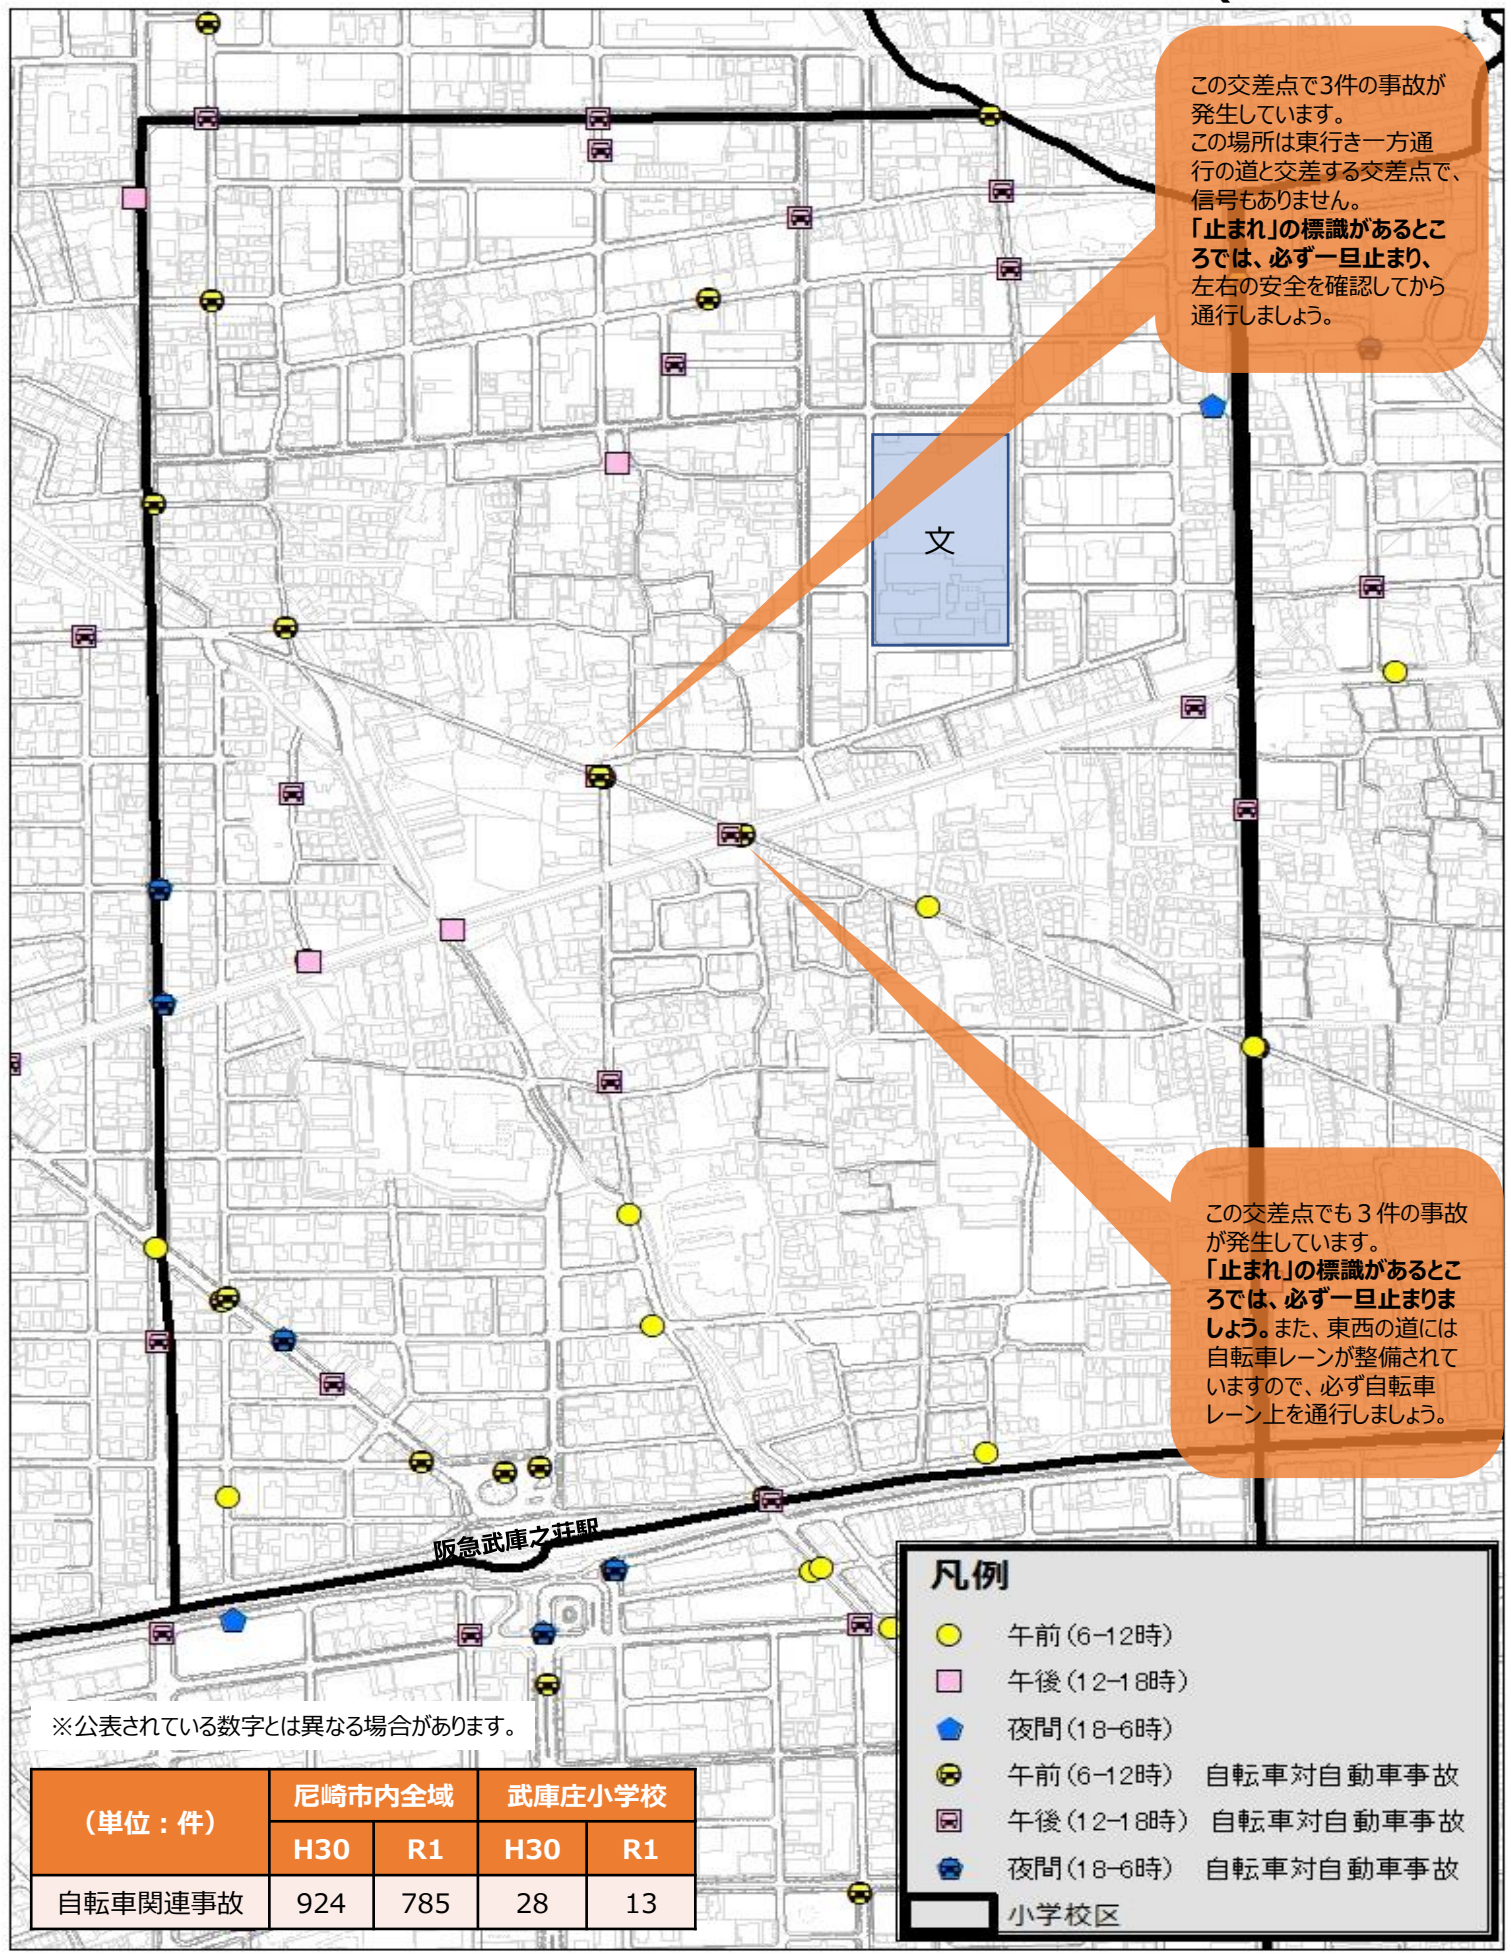 この交差点で3件の事故が
発生しています。
この場所は東行き一方通
行の道と交差する交差点で、
信号もありません。
「止まれ」の標識があるとこ
ろでは、必ず一旦止まり、
左右の安全を確認してから
通行しましょう。
文
この交差点でも３件の事故
が発生しています。
「止まれ」の標識があるとこ
ろでは、必ず一旦止まりま
しょう。また、東西の道には
自転車レーンが整備されて
いますので、必ず自転車
レーン上を通行しましょう。
阪急武庫之荘駅
凡例
午前(6-12時)
午後(12-18時)
夜間(18-6時)
午前(6-12時) 自転車対自動車事故
午後(12-18時) 自転車対自動車事故
夜間(18-6時) 自転車対自動車事故
小学校区
※公表されている数字とは異なる場合があります。
（単位：件） 尼崎市内全域 武庫庄小学校
H30 R1 H30 R1
自転車関連事故 924 785 28 13